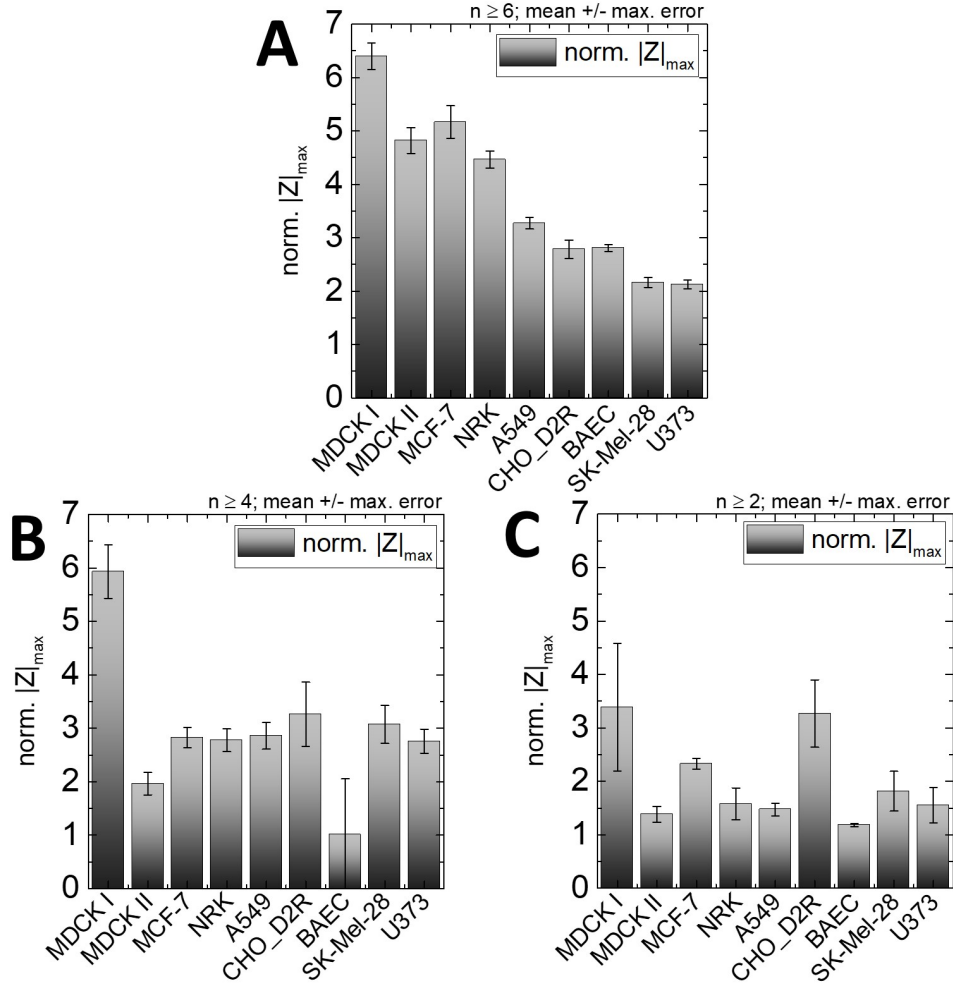 A
n ≥ 6; mean +/- max. error
norm. |Z|max
norm. |Z|max
7
6
5
4
3
2
1
0
MDCK I
MDCK II
MCF-7
NRK
A549
CHO_D2R
BAEC
SK-Mel-28
U373
B
n ≥ 4; mean +/- max. error
norm. |Z|max
norm. |Z|max
7
6
5
4
3
2
1
0
MDCK I
MDCK II
MCF-7
NRK
A549
CHO_D2R
BAEC
SK-Mel-28
U373
C
n ≥ 2; mean +/- max. error
norm. |Z|max
norm. |Z|max
7
6
5
4
3
2
1
0
MDCK I
MDCK II
MCF-7
NRK
A549
CHO_D2R
BAEC
SK-Mel-28
U373